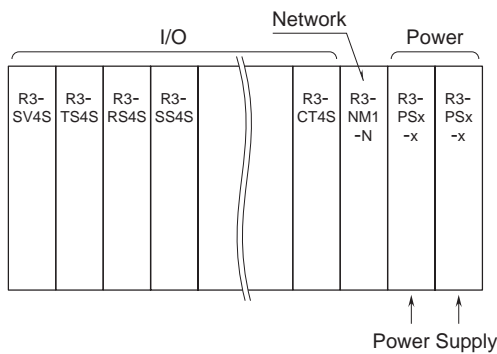 Network
I/O
Power
R3-
SV4S
R3-
TS4S
R3-
RS4S
R3-
SS4S
R3-
CT4S
R3-
NM1
-N
R3-
PSx
-x
R3-
PSx
-x
Power Supply